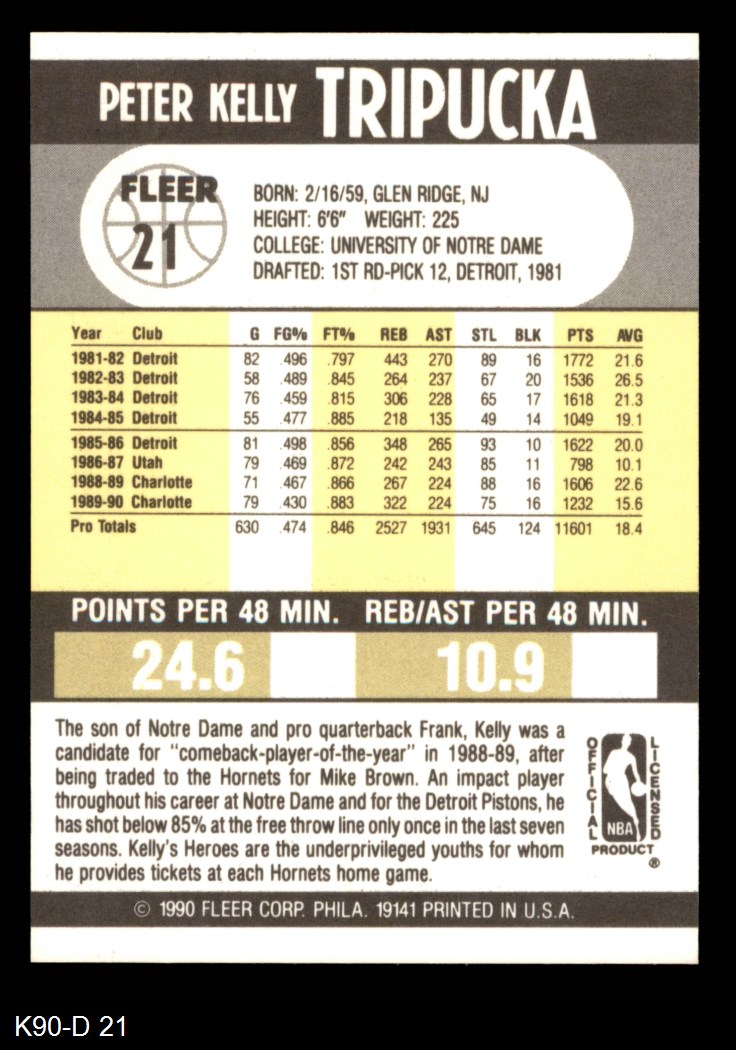 PETER KELLY TRIPUCKA
FLEER
21
BORN: 2/16/59, GLEN RIDGE, NJ
HEIGHT: 6'6" WEIGHT: 225
COLLEGE: UNIVERSITY OF NOTRE DAME
DRAFTED: 1ST RD-PICK 12, DETROIT, 1981
Year Club G FG% FT% REB AST STL BLK PTS AVG
1981-82 Detroit 82 .496 .797 443 270 89 16 1772 21.6
1982-83 Detroit 58 .489 .845 264 237 67 20 1536 26.5
1983-84 Detroit 76 .459 .815 306 228 65 17 1618 21.3
1984-85 Detroit 55 .477 .885 218 135 49 14 1049 19.1
1985-86 Detroit 81 .498 .856 348 265 93 10 1622 20.0
1986-87 Utah 79 .469 .872 242 243 85 11 798 10.1
1988-89 Charlotte 71 .467 .866 267 224 88 16 1606 22.6
1989-90 Charlotte 79 .430 .883 322 224 75 16 1232 15.6
Pro Totals 630 .474 .846 2527 1931 645 124 11601 18.4
POINTS PER 48 MIN. REB/AST PER 48 MIN.
24.6 10.9
The son of Notre Dame and pro quarterback Frank, Kelly was a
candidate for "comeback-player-of-the-year" in 1988-89, after
being traded to the Hornets for Mike Brown. An impact player
throughout his career at Notre Dame and for the Detroit Pistons, he
has shot below 85% at the free throw line only once in the last seven
seasons. Kelly's Heroes are the underprivileged youths for whom
he provides tickets at each Hornets home game.
OFFICIAL
LICENSED
NBA
PRODUCT
®
© 1990 FLEER CORP. PHILA. 19141 PRINTED IN U.S.A.
K90-D 21